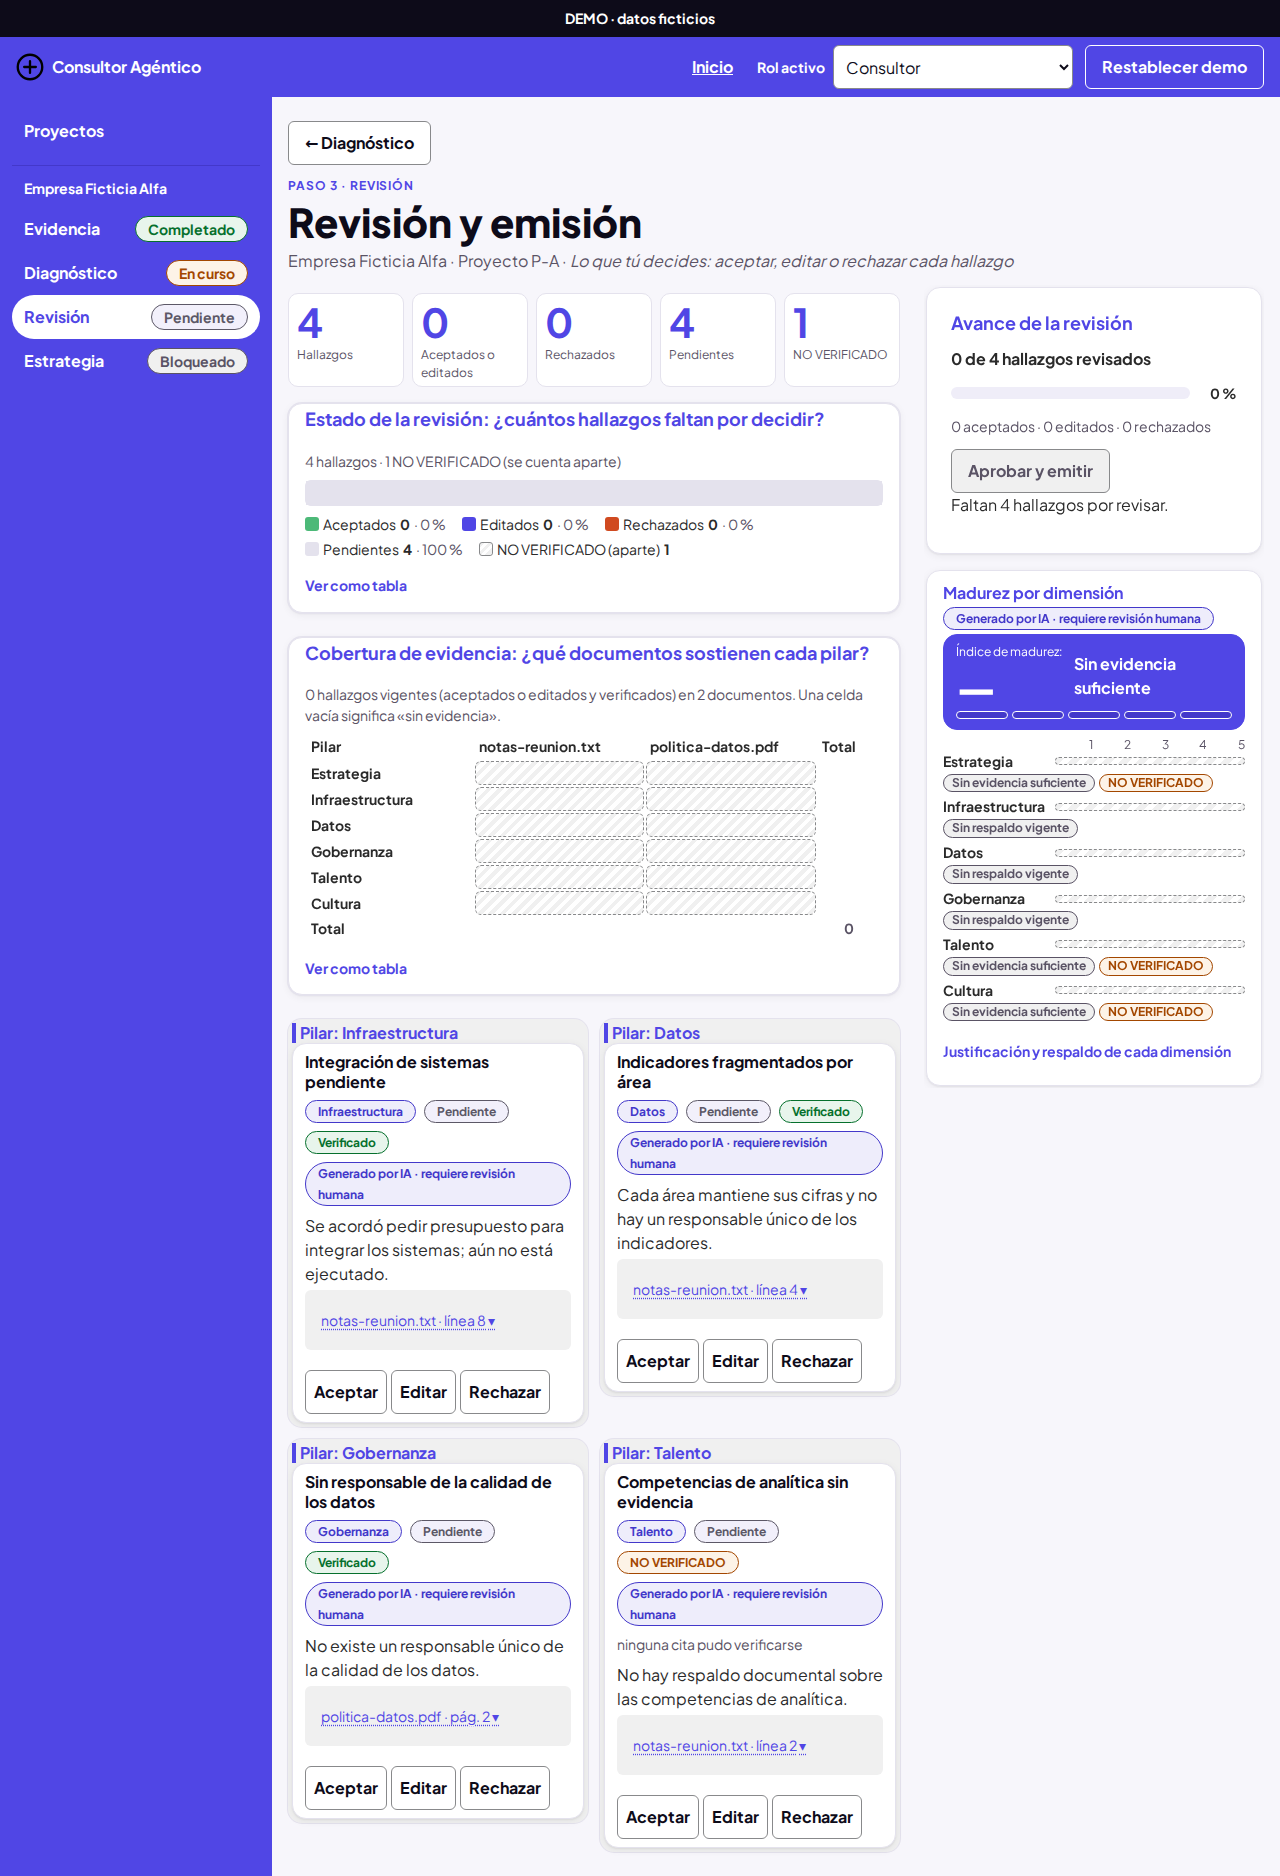 DEMO · datos ficticios
Consultor Agéntico
Inicio
Rol activo
Consultor
Restablecer demo
Proyectos
Empresa Ficticia Alfa
Evidencia
Completado
Diagnóstico
En curso
Revisión
Pendiente
Estrategia
Bloqueado
← Diagnóstico
PASO 3 · REVISIÓN
Revisión y emisión
Empresa Ficticia Alfa · Proyecto P-A · Lo que tú decides: aceptar, editar o rechazar cada hallazgo
4
Hallazgos
0
Aceptados o
editados
0
Rechazados
4
Pendientes
1
NO VERIFICADO
Estado de la revisión: ¿cuántos hallazgos faltan por decidir?
4 hallazgos · 1 NO VERIFICADO (se cuenta aparte)
Aceptados 0 · 0 %
Editados 0 · 0 %
Rechazados 0 · 0 %
Pendientes 4 · 100 %
NO VERIFICADO (aparte) 1
Ver como tabla
Cobertura de evidencia: ¿qué documentos sostienen cada pilar?
0 hallazgos vigentes (aceptados o editados y verificados) en 2 documentos. Una celda
vacía significa «sin evidencia».
Pilar notas-reunion.txt politica-datos.pdf Total
Estrategia
Infraestructura
Datos
Gobernanza
Talento
Cultura
Total 0
Ver como tabla
Pilar: Infraestructura
Integración de sistemas
pendiente
Infraestructura
Pendiente
Verificado
Generado por IA · requiere revisión
humana
Se acordó pedir presupuesto para
integrar los sistemas; aún no está
ejecutado.
notas-reunion.txt · línea 8 ▾
Aceptar
Editar
Rechazar
Pilar: Datos
Indicadores fragmentados por
área
Datos
Pendiente
Verificado
Generado por IA · requiere revisión
humana
Cada área mantiene sus cifras y no
hay un responsable único de los
indicadores.
notas-reunion.txt · línea 4 ▾
Aceptar
Editar
Rechazar
Pilar: Gobernanza
Sin responsable de la calidad de
los datos
Gobernanza
Pendiente
Verificado
Generado por IA · requiere revisión
humana
No existe un responsable único de
la calidad de los datos.
politica-datos.pdf · pág. 2 ▾
Aceptar
Editar
Rechazar
Pilar: Talento
Competencias de analítica sin
evidencia
Talento
Pendiente
NO VERIFICADO
Generado por IA · requiere revisión
humana
ninguna cita pudo verificarse
No hay respaldo documental sobre
las competencias de analítica.
notas-reunion.txt · línea 2 ▾
Aceptar
Editar
Rechazar
Avance de la revisión
0 de 4 hallazgos revisados
0 %
0 aceptados · 0 editados · 0 rechazados
Aprobar y emitir
Faltan 4 hallazgos por revisar.
Madurez por dimensión
Generado por IA · requiere revisión humana
Índice de madurez:
—
Sin evidencia
suficiente
1 2 3 4 5
Estrategia
Sin evidencia suficiente
NO VERIFICADO
Infraestructura
Sin respaldo vigente
Datos
Sin respaldo vigente
Gobernanza
Sin respaldo vigente
Talento
Sin evidencia suficiente
NO VERIFICADO
Cultura
Sin evidencia suficiente
NO VERIFICADO
Justificación y respaldo de cada dimensión